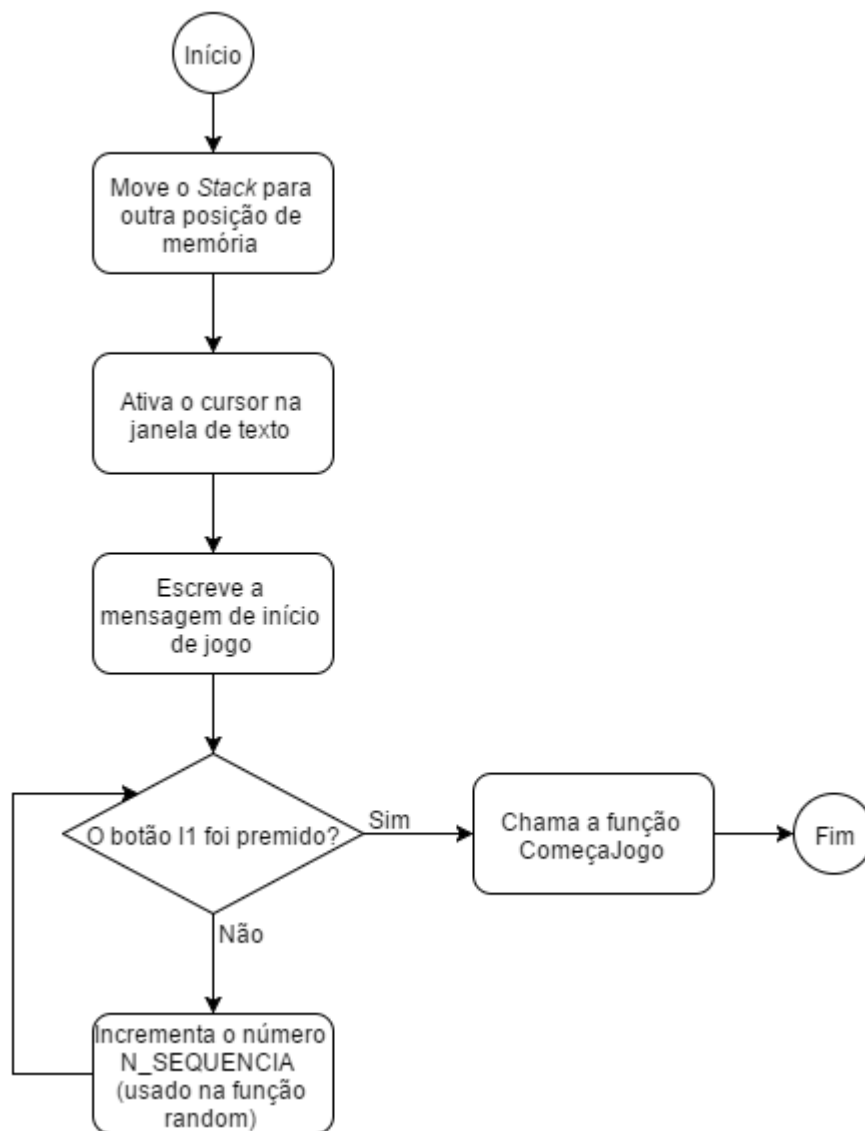 Início
Move o Stack para
outra posição de
memória
Ativa o cursor na
janela de texto
Escreve a
mensagem de início
de jogo
O botão I1 foi premido?
Sim
Chama a função
ComeçaJogo
Fim
Não
Incrementa o número
N_SEQUENCIA
(usado na função
random)